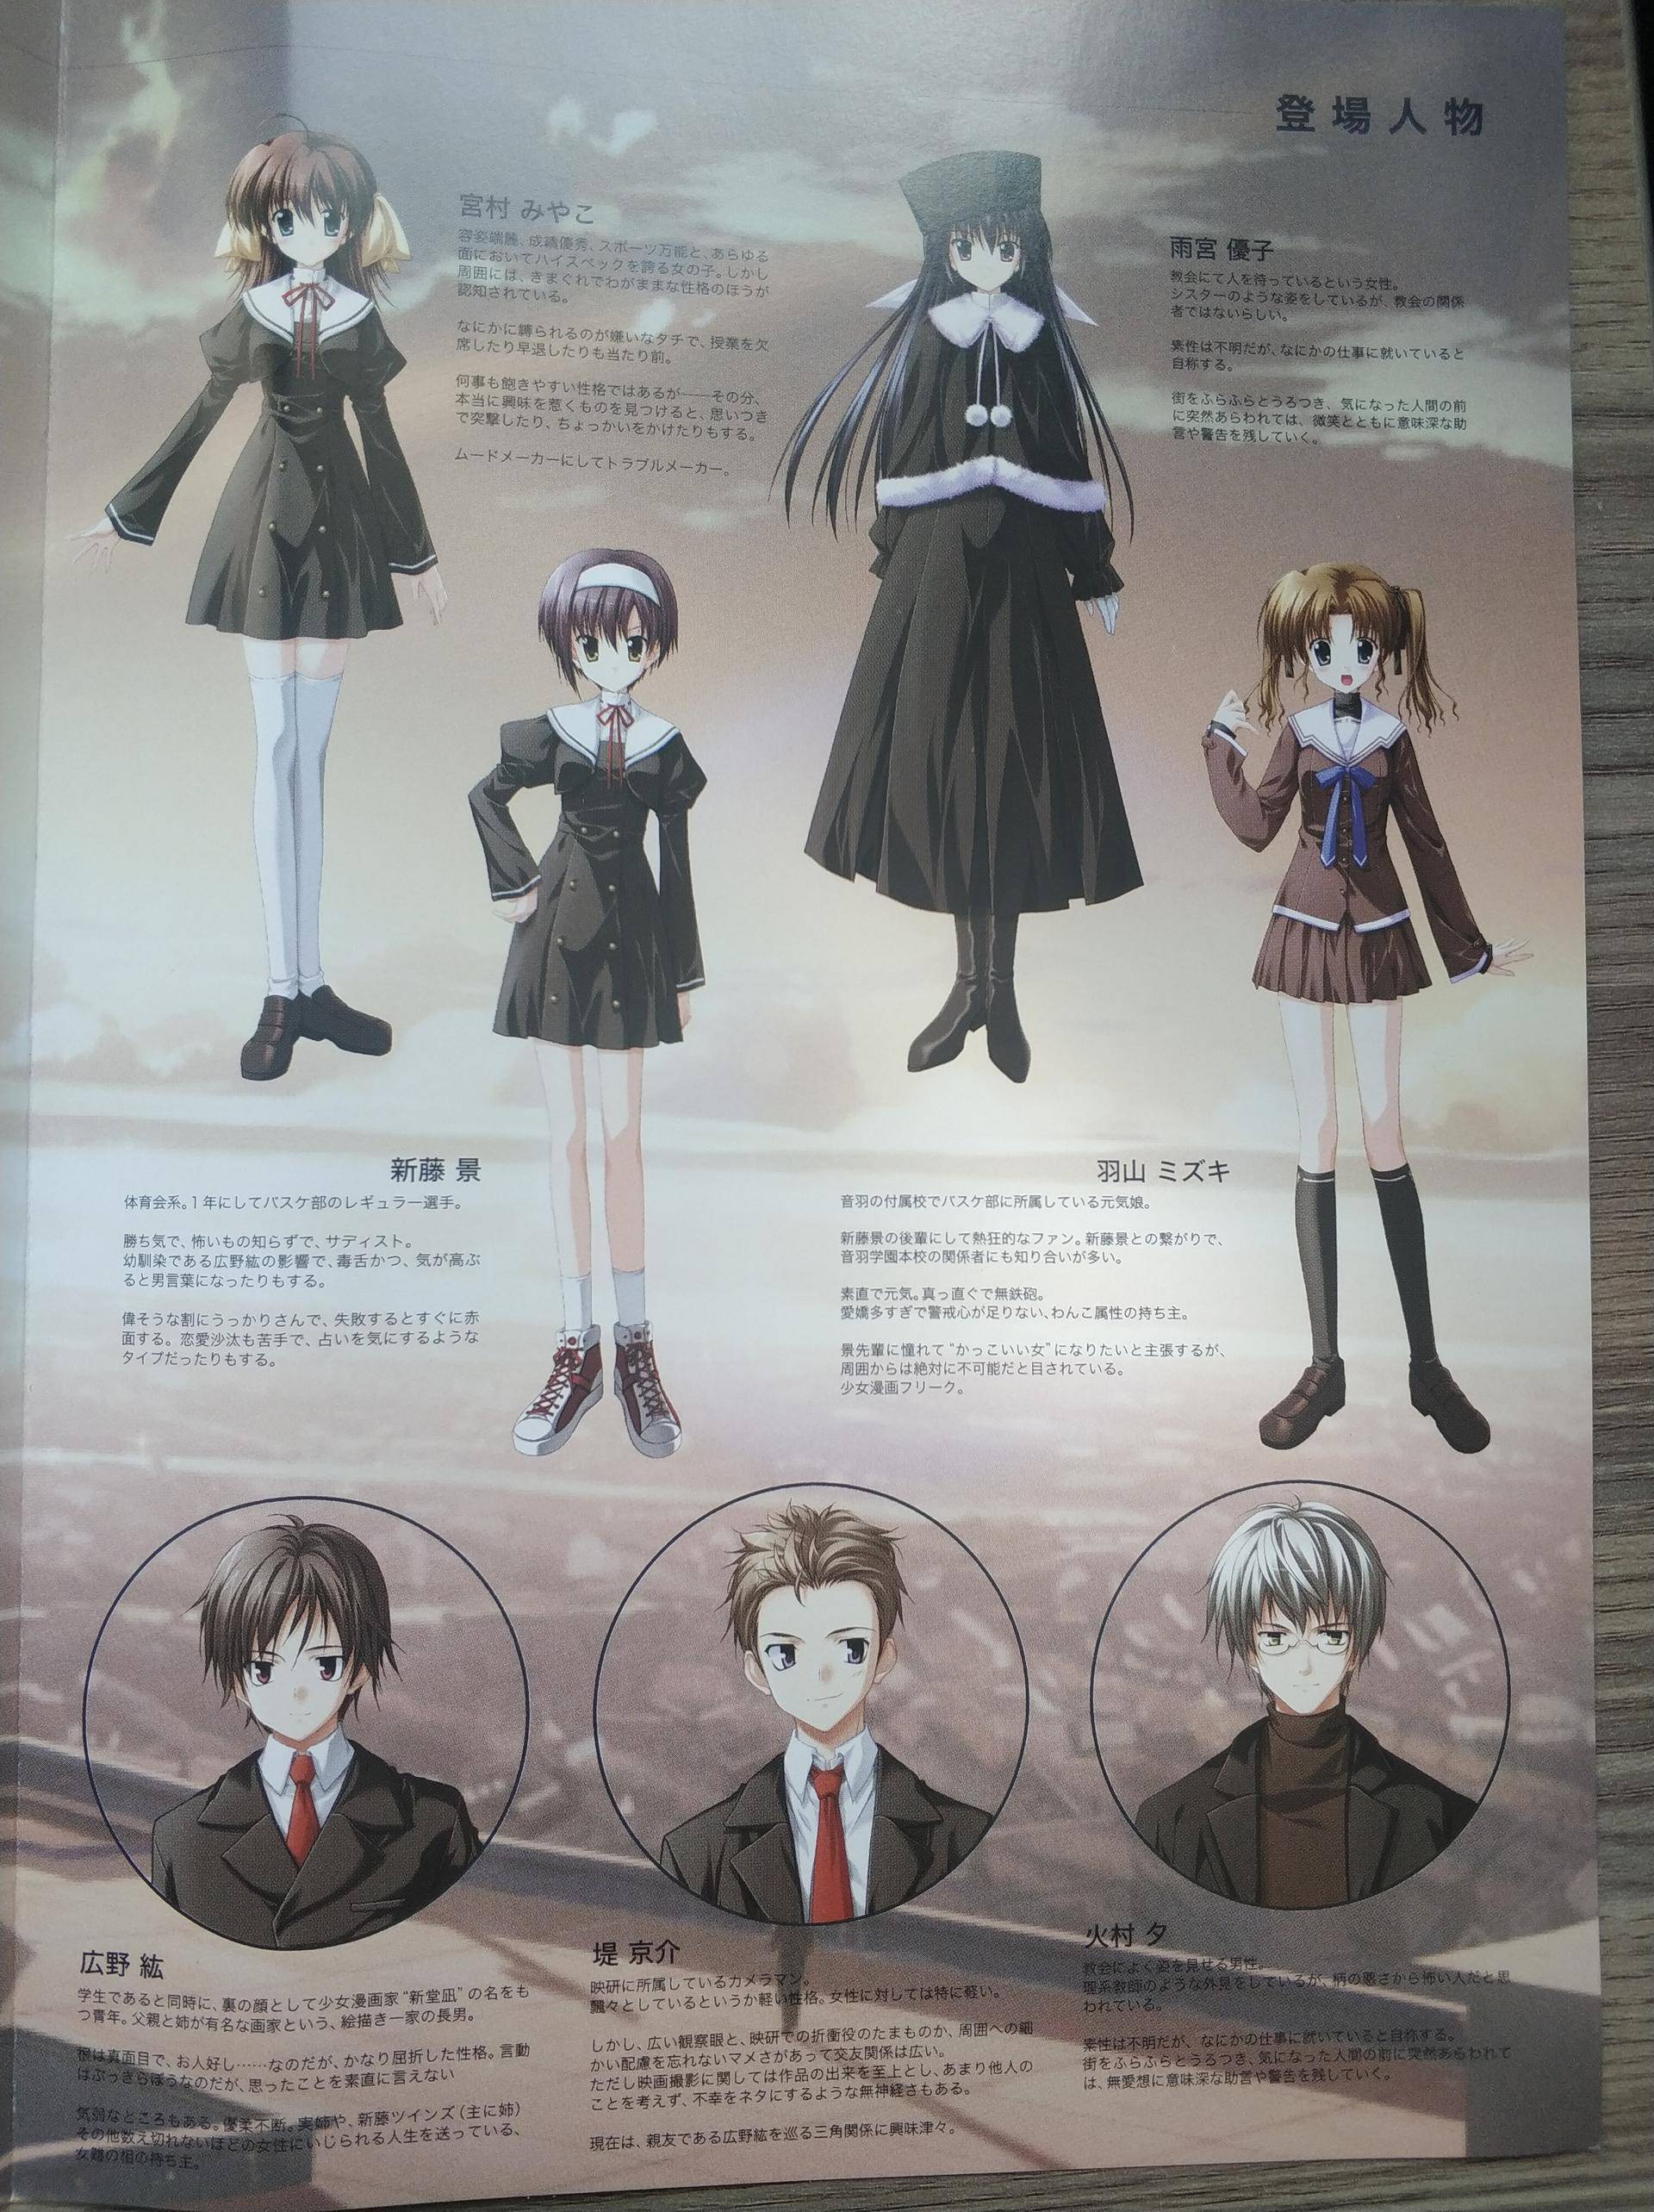 登場人物
宮村 みやこ
容姿端麗、成績優秀、スポーツ万能と、あらゆる
面においてハイスペックを誇る女の子。しかし
周囲には、きまぐれでわがままな性格のほうが
認知されている。
なにかに縛られるのが嫌いなタチで、授業を欠
席したり早退したりも当たり前。
何事も飽きやすい性格ではあるが――その分、
本当に興味を惹くものを見つけると、思いつき
で突撃したり、ちょっかいをかけたりもする。
ムードメーカーにしてトラブルメーカー。
雨宮 優子
教会にて人を待っているという女性。
シスターのような姿をしているが、教会の関係
者ではないらしい。
素性は不明だが、なにかの仕事に就いていると
自称する。
街をふらふらとうろつき、気になった人間の前
に突然あらわれては、微笑とともに意味深な助
言や警告を残していく。
新藤 景
体育会系。1年にしてバスケ部のレギュラー選手。
勝ち気で、怖いもの知らずで、サディスト。
幼馴染である広野紘の影響で、毒舌かつ、気が高ぶ
ると男言葉になったりもする。
偉そうな割にうっかりさんで、失敗するとすぐに赤
面する。恋愛沙汰も苦手で、占いを気にするような
タイプだったりもする。
羽山 ミズキ
音羽の付属校でバスケ部に所属している元気娘。
新藤景の後輩にして熱狂的なファン。新藤景との繋がりで、
音羽学園本校の関係者にも知り合いが多い。
素直で元気。真っ直ぐで無鉄砲。
愛嬌多すぎで警戒心が足りない、わんこ属性の持ち主。
景先輩に憧れて“かっこいい女”になりたいと主張するが、
周囲からは絶対に不可能だと目されている。
少女漫画フリーク。
広野 紘
学生であると同時に、裏の顔として少女漫画家“新堂凪”の名をも
つ青年。父親と姉が有名な画家という、絵描き一家の長男。
根は真面目で、お人好し……なのだが、かなり屈折した性格。言動
はぶっきらぼうなのだが、思ったことを素直に言えない
気弱なところもある。優柔不断。実姉や、新藤ツインズ（主に姉）
その他数え切れないほどの女性にいじられる人生を送っている、
女難の相の持ち主。
堤 京介
映研に所属しているカメラマン。
飄々としているというか軽い性格。女性に対しては特に軽い。
しかし、広い観察眼と、映研での折衝役のたまものか、周囲への細
かい配慮を忘れないマメさがあって交友関係は広い。
ただし映画撮影に関しては作品の出来を至上とし、あまり他人の
ことを考えず、不幸をネタにするような無神経さもある。
現在は、親友である広野紘を巡る三角関係に興味津々。
火村 夕
教会によく姿を見せる男性。
理系教師のような外見をしているが、柄の悪さから怖い人だと思
われている。
素性は不明だが、なにかの仕事に就いていると自称する。
街をふらふらとうろつき、気になった人間の前に突然あらわれて
は、無愛想に意味深な助言や警告を残していく。